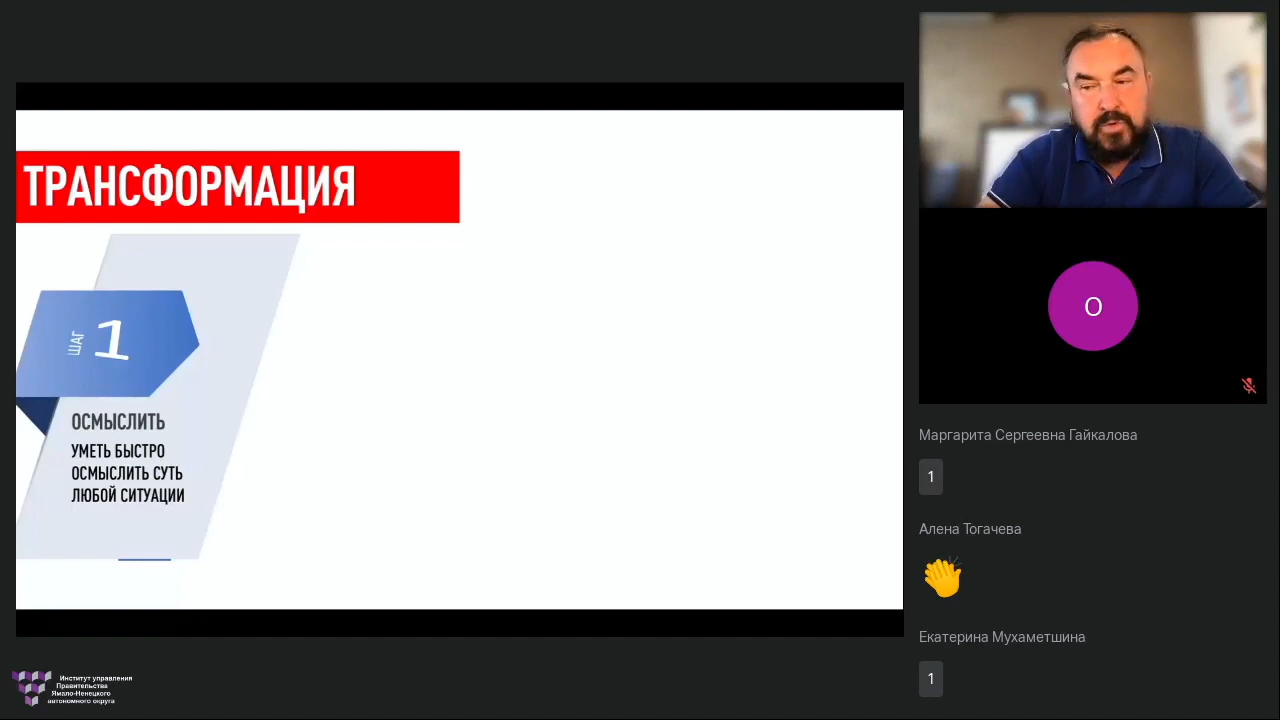 ТРАНСФОРМАЦИЯ
ШАГ 1
ОСМЫСЛИТЬ
УМЕТЬ БЫСТРО
ОСМЫСЛИТЬ СУТЬ
ЛЮБОЙ СИТУАЦИИ
О
Маргарита Сергеевна Гайкалова
1
Алена Тогачева
Екатерина Мухаметшина
1
Институт управления
Правительства
Ямало-Ненецкого
автономного округа